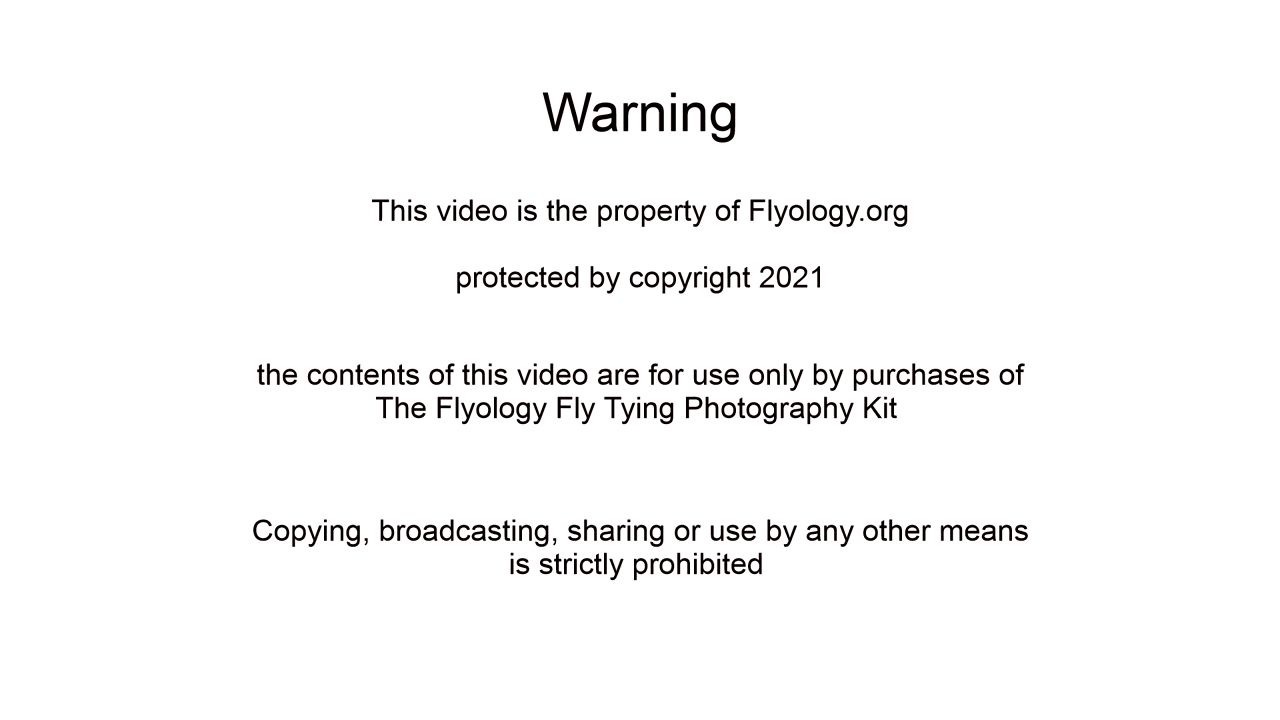 Warning
This video is the property of Flyology.org
protected by copyright 2021
the contents of this video are for use only by purchases of
The Flyology Fly Tying Photography Kit
Copying, broadcasting, sharing or use by any other means
is strictly prohibited